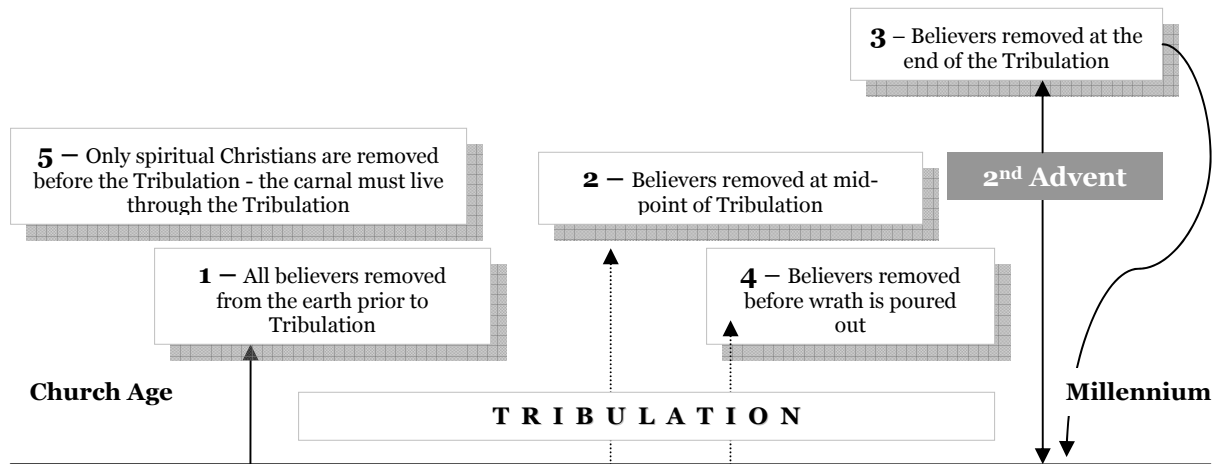 3 – Believers removed at the
end of the Tribulation
5 – Only spiritual Christians are removed
before the Tribulation - the carnal must live
through the Tribulation
2 – Believers removed at mid-
point of Tribulation
2nd Advent
1 – All believers removed
from the earth prior to
Tribulation
4 – Believers removed
before wrath is poured
out
Church Age
Millennium
TRIBULATION